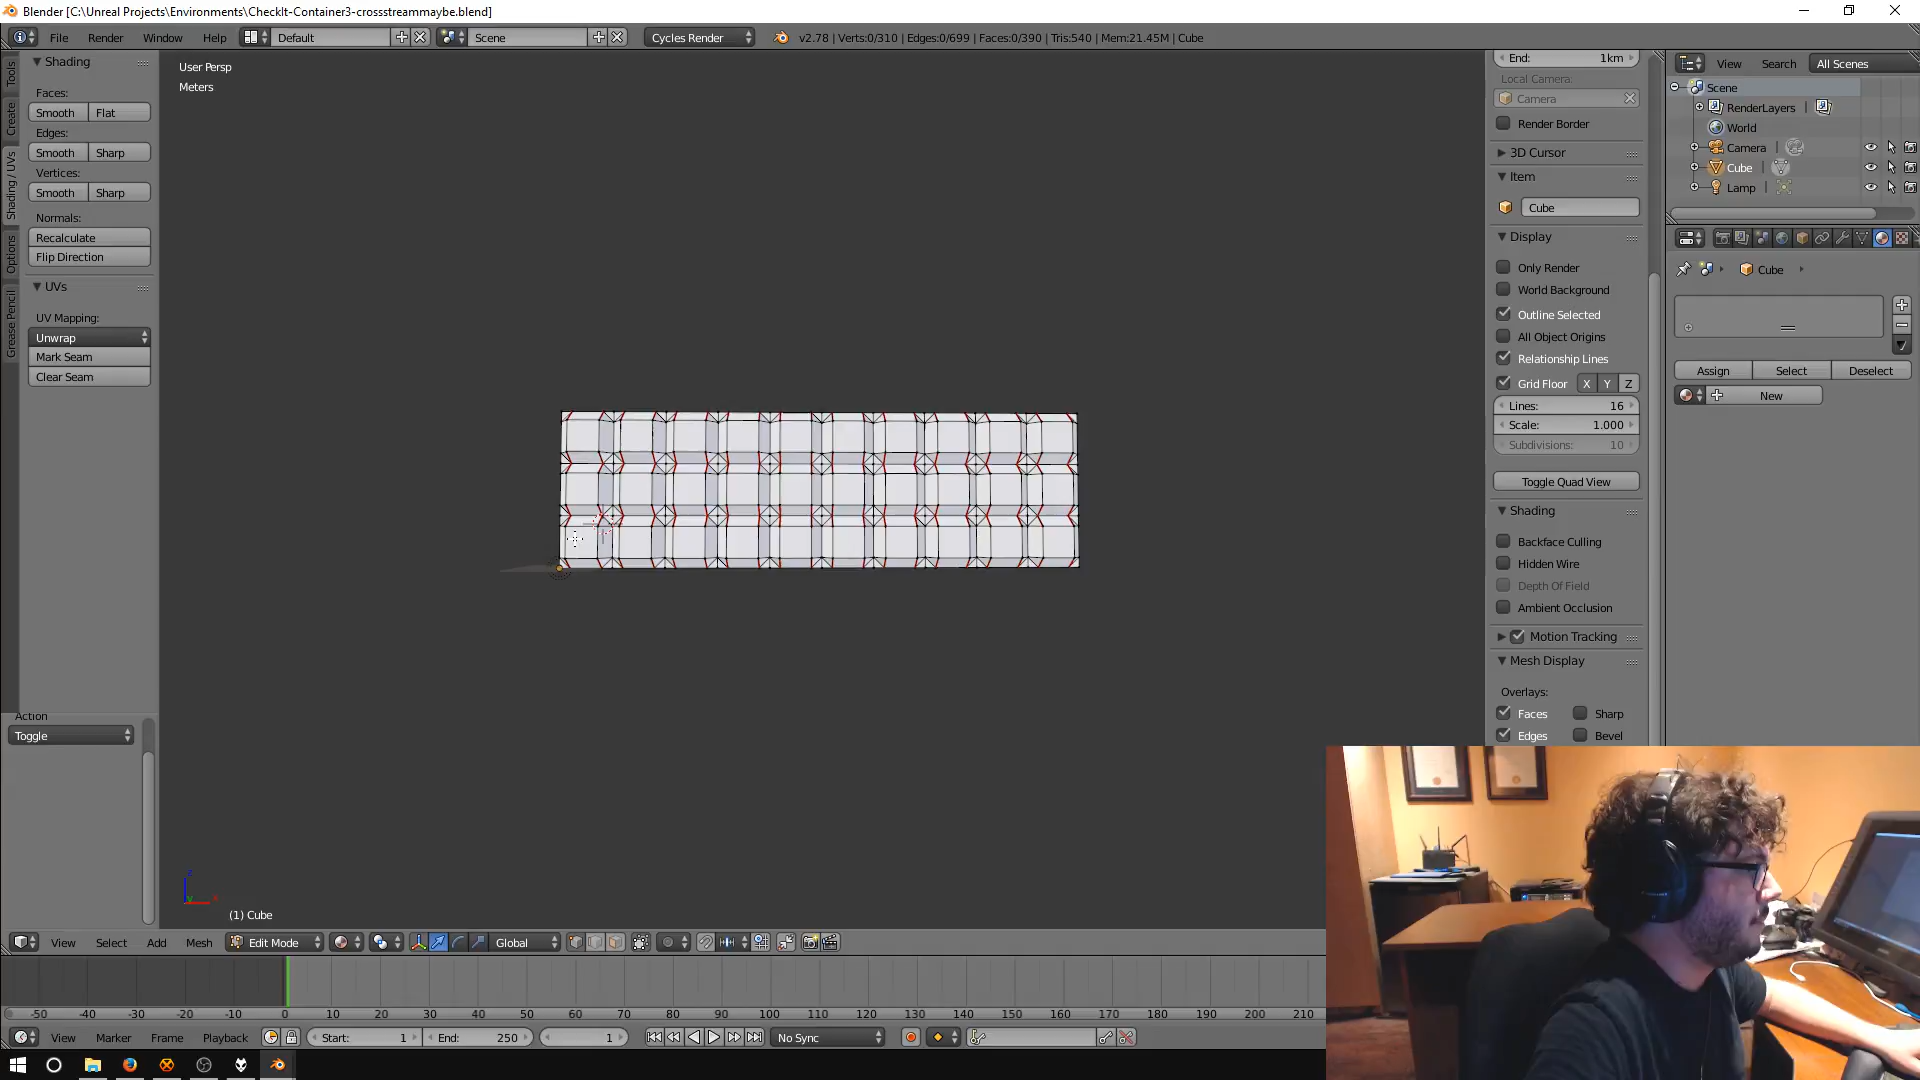 Blender [C:\Unreal Projects\Environments\CheckIt-Container3-crossstreammaybe.blend]
File Render Window Help Default Scene Cycles Render v2.78 | Verts:0/310 | Edges:0/699 | Faces:0/390 | Tris:540 | Mem:21.45M | Cube
Tools
Create
Shading / UVs
Options
Grease Pencil
Shading
Faces:
Smooth Flat
Edges:
Smooth Sharp
Vertices:
Smooth Sharp
Normals:
Recalculate
Flip Direction
UVs
UV Mapping:
Unwrap
Mark Seam
Clear Seam
Action
Toggle
User Persp
Meters
z
x
(1) Cube
End: 1km
Local Camera:
Camera
Render Border
3D Cursor
Item
Cube
Display
Only Render
World Background
Outline Selected
All Object Origins
Relationship Lines
Grid Floor X Y Z
Lines: 16
Scale: 1.000
Subdivisions: 10
Toggle Quad View
Shading
Backface Culling
Hidden Wire
Depth Of Field
Ambient Occlusion
Motion Tracking
Mesh Display
Overlays:
Faces Sharp
Edges Bevel
View Search All Scenes
Scene
RenderLayers |
World
Camera |
Cube |
Lamp |
Cube
Assign Select Deselect
New
View Select Add Mesh Edit Mode Global
-50 -40 -30 -20 -10 0 10 20 30 40 50 60 70 80 90 100 110 120 130 140 150 160 170 180 190 200 210
View Marker Frame Playback Start: 1 End: 250 1 No Sync